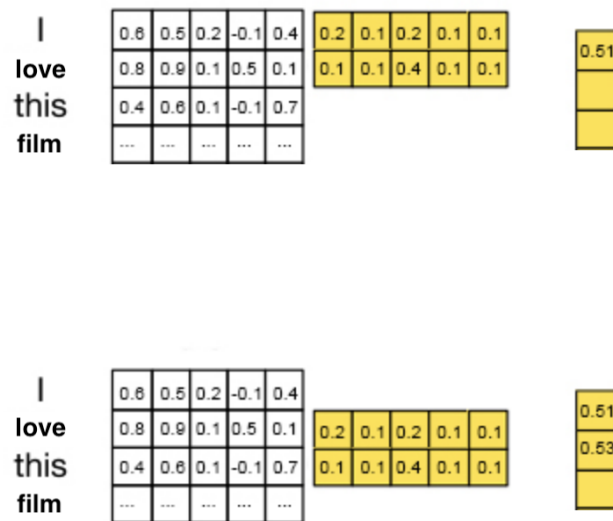 I 0.6 0.5 0.2 -0.1 0.4 0.2 0.1 0.2 0.1 0.1
love 0.8 0.9 0.1 0.5 0.1 0.1 0.1 0.4 0.1 0.1 0.51
this 0.4 0.6 0.1 -0.1 0.7
film ... ... ... ... ...
I 0.6 0.5 0.2 -0.1 0.4 0.51
love 0.8 0.9 0.1 0.5 0.1 0.2 0.1 0.2 0.1 0.1 0.53
this 0.4 0.6 0.1 -0.1 0.7 0.1 0.1 0.4 0.1 0.1
film ... ... ... ... ...